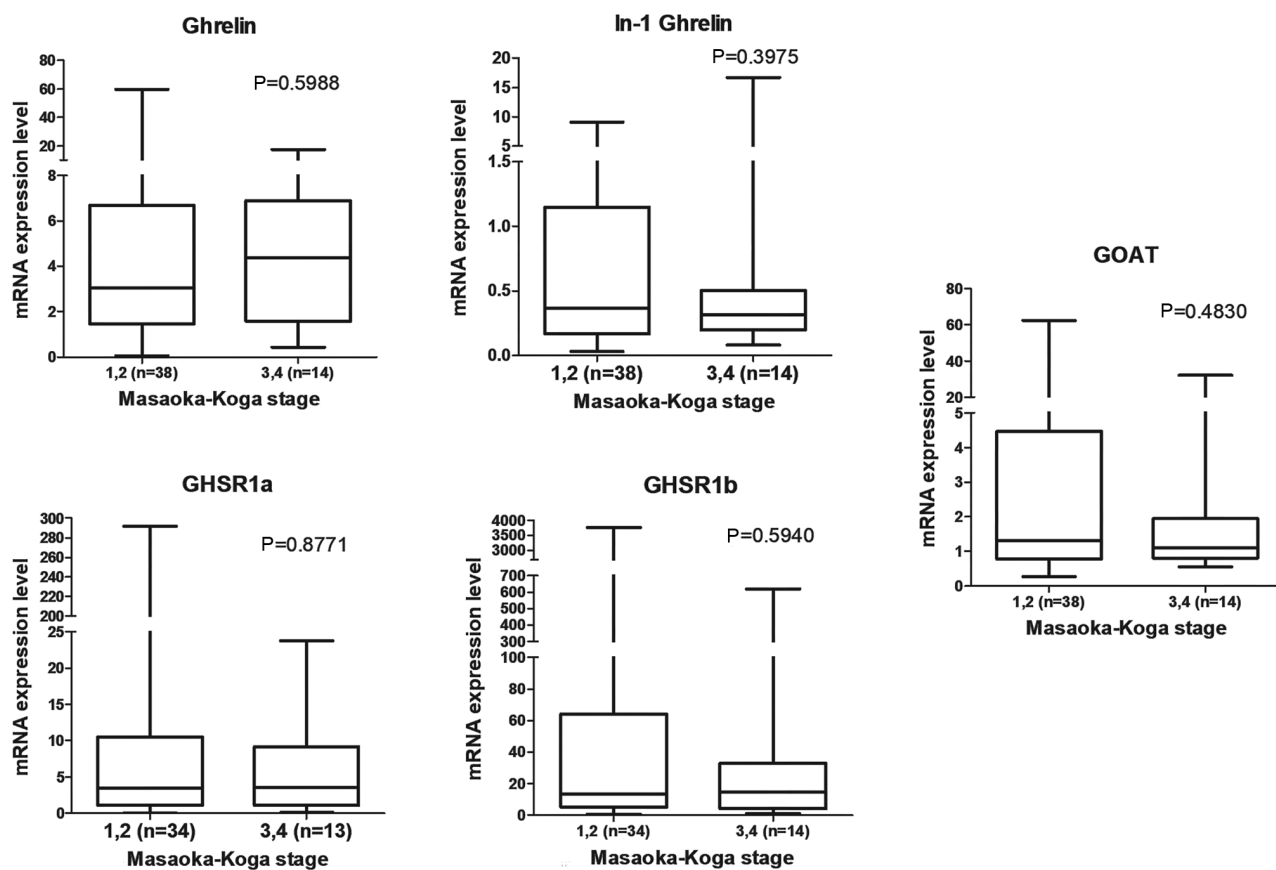 Ghrelin
P=0.5988
mRNA expression level
80
60
40
20
8
6
4
2
0
1,2 (n=38)
3,4 (n=14)
Masaoka-Koga stage
In-1 Ghrelin
P=0.3975
mRNA expression level
20
15
10
5
1.5
1.0
0.5
0.0
1,2 (n=38)
3,4 (n=14)
Masaoka-Koga stage
GOAT
P=0.4830
mRNA expression level
80
60
40
20
5
4
3
2
1
0
1,2 (n=38)
3,4 (n=14)
Masaoka-Koga stage
GHSR1a
P=0.8771
mRNA expression level
300
290
280
270
260
250
240
230
220
210
200
25
20
15
10
5
0
1,2 (n=34)
3,4 (n=13)
Masaoka-Koga stage
GHSR1b
P=0.5940
mRNA expression level
4000
3500
3000
700
600
500
400
300
100
80
60
40
20
0
1,2 (n=34)
3,4 (n=14)
Masaoka-Koga stage